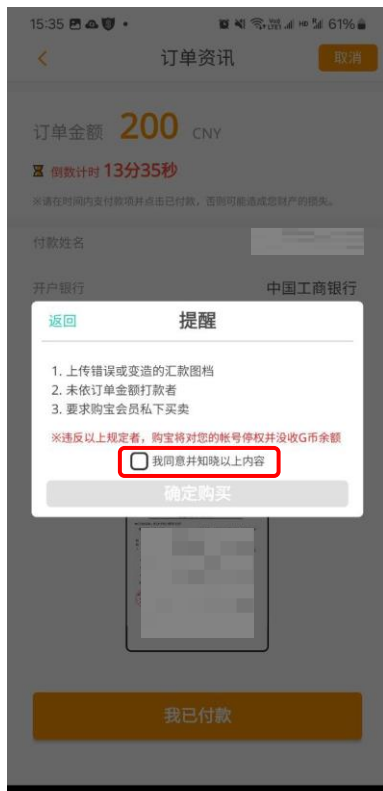 15:35
61%
订单资讯
取消
订单金额 200 CNY
倒数计时 13分35秒
※请在时间内支付款项并点击已付款，否则可能造成您财产的损失。
付款姓名
开户银行 中国工商银行
返回 提醒
1. 上传错误或变造的汇款图档
2. 未依订单金额打款者
3. 要求购宝会员私下买卖
※违反以上规定者，购宝将对您的帐号停权并没收G币余额
我同意并知晓以上内容
确定购买
我已付款